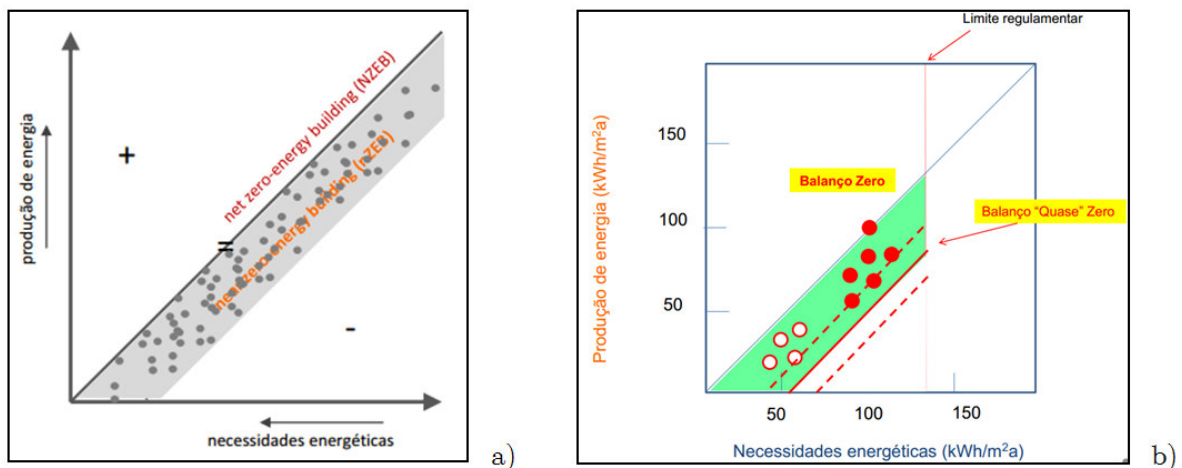 produção de energia
+
net zero-energy building (NZEB)
=
near zero-energy building (nZEB)
-
necessidades energéticas
a)
Limite regulamentar
Produção de energia (kWh/m²a)
150
100
50
Balanço Zero
Balanço "Quase" Zero
50
100
150
Necessidades energéticas (kWh/m²a)
b)